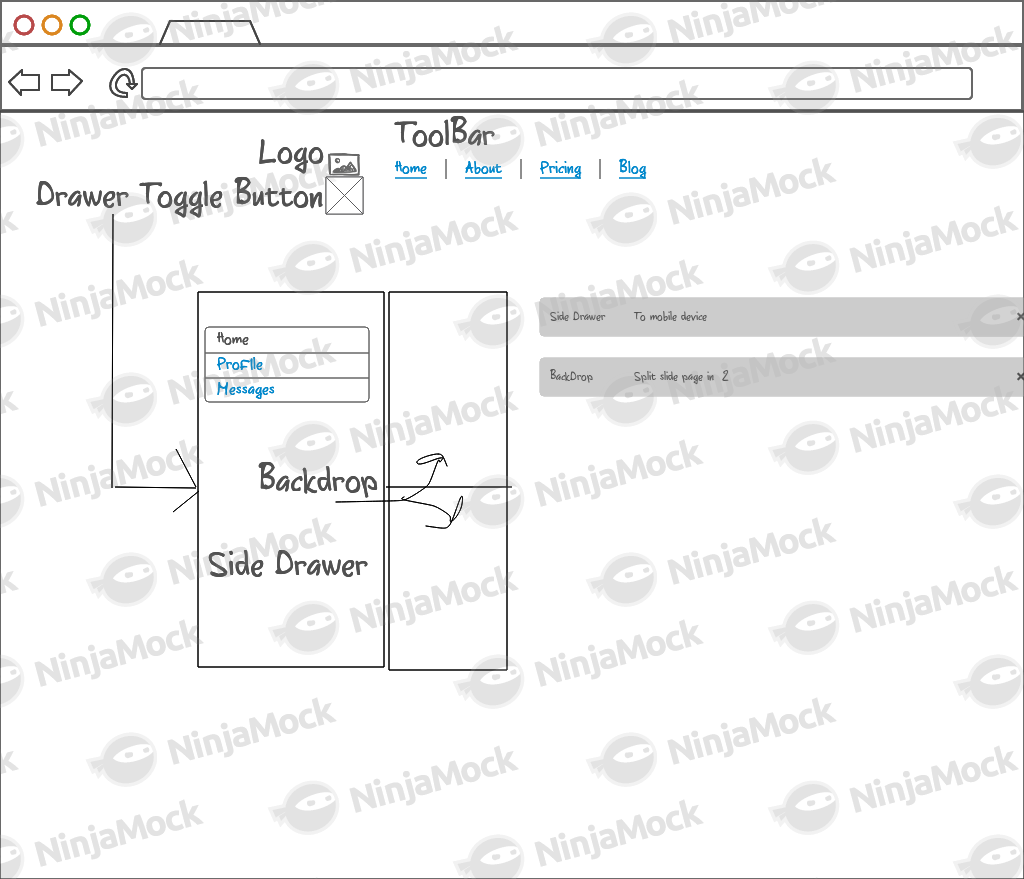 ToolBar
Logo
Home | About | Pricing | Blog
Drawer Toggle Button
Side Drawer To mobile device ×
Home
Profile
Messages
BackDrop Split slide page in 2 ×
Backdrop
Side Drawer
NinjaMock